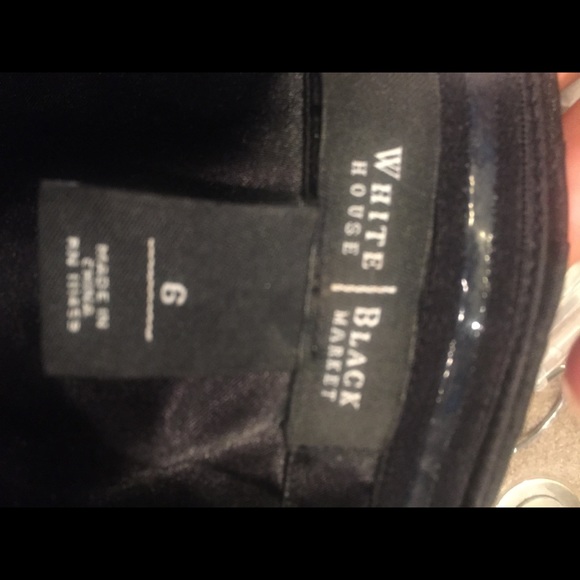 WHITE | BLACK
HOUSE MARKET
6
MADE IN
CHINA
RN 111459